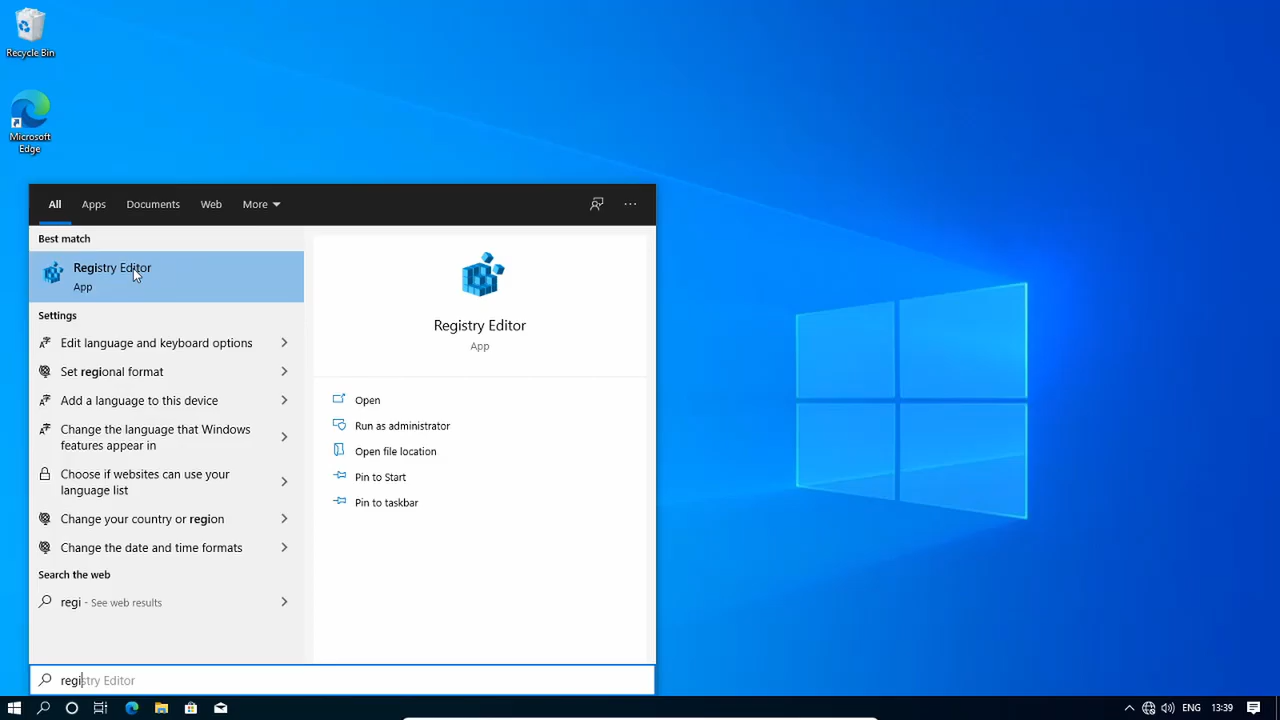 Recycle Bin
Microsoft
Edge
All Apps Documents Web More
Best match
Registry Editor
App
Settings
Edit language and keyboard options
Set regional format
Add a language to this device
Change the language that Windows
features appear in
Choose if websites can use your
language list
Change your country or region
Change the date and time formats
Search the web
regi - See web results
Registry Editor
App
Open
Run as administrator
Open file location
Pin to Start
Pin to taskbar
registry Editor
ENG 13:39